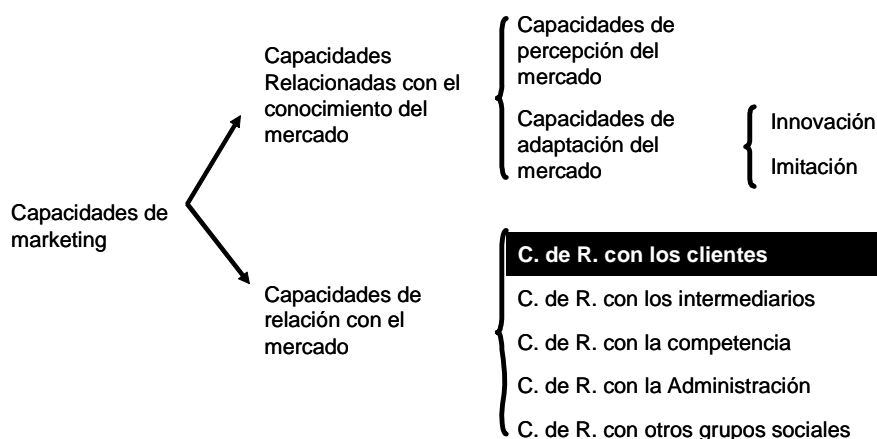 Capacidades de
marketing
Capacidades
Relacionadas con el
conocimiento del
mercado
Capacidades de
percepción del
mercado
Capacidades de
adaptación del
mercado
Innovación
Imitación
Capacidades de
relación con el
mercado
C. de R. con los clientes
C. de R. con los intermediarios
C. de R. con la competencia
C. de R. con la Administración
C. de R. con otros grupos sociales